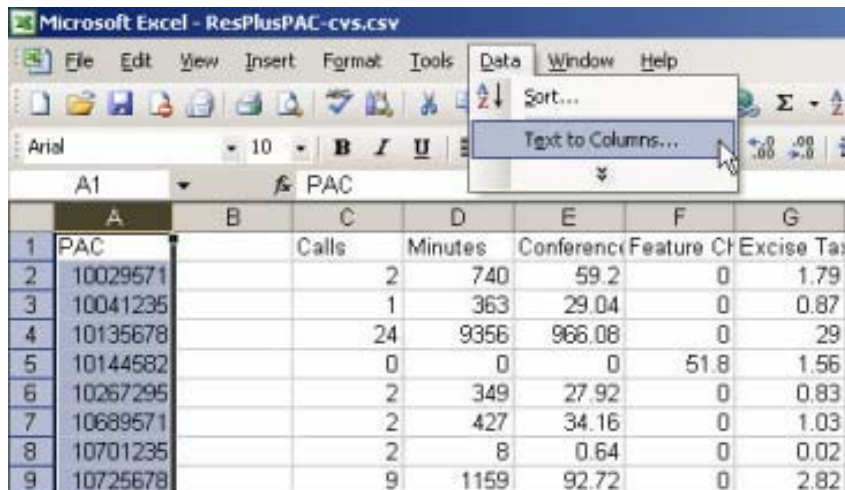 Microsoft Excel - ResPlusPAC-cvs.csv
File Edit View Insert Format Tools Data Window Help
Sort...
Arial 10 B I U
Text to Columns...
A1 fx PAC
A B C D E F G
1 PAC Calls Minutes Conferenc Feature Ch Excise Tax
2 10029571 2 740 59.2 0 1.79
3 10041235 1 363 29.04 0 0.87
4 10135678 24 9356 966.08 0 29
5 10144582 0 0 0 51.8 1.56
6 10267295 2 349 27.92 0 0.83
7 10689571 2 427 34.16 0 1.03
8 10701235 2 8 0.64 0 0.02
9 10725678 9 1159 92.72 0 2.82